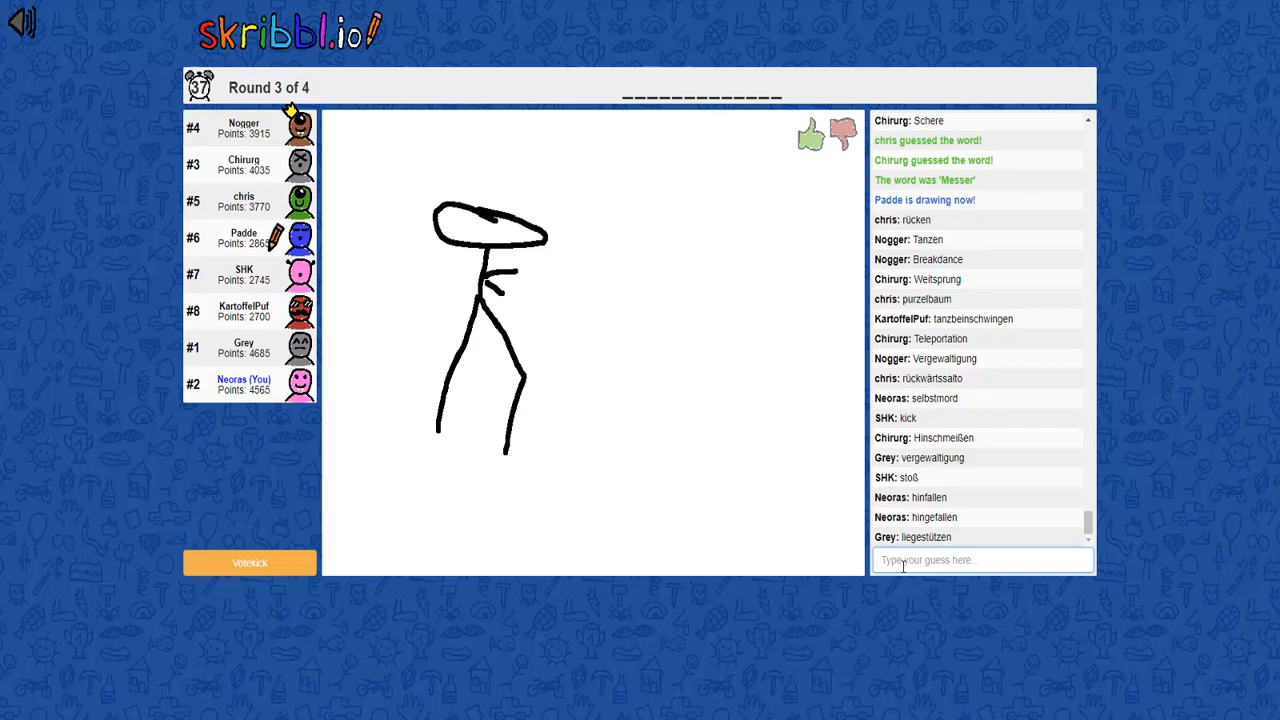 skribbl.io
37
Round 3 of 4
_____________
#4
Nogger
Points: 3915
#3
Chirurg
Points: 4035
#5
chris
Points: 3770
#6
Padde
Points: 2865
#7
SHK
Points: 2745
#8
KartoffelPuf
Points: 2700
#1
Grey
Points: 4685
#2
Neoras (You)
Points: 4565
Votekick
Chirurg: Schere
chris guessed the word!
Chirurg guessed the word!
The word was 'Messer'
Padde is drawing now!
chris: rücken
Nogger: Tanzen
Nogger: Breakdance
Chirurg: Weitsprung
chris: purzelbaum
KartoffelPuf: tanzbeinschwingen
Chirurg: Teleportation
Nogger: Vergewaltigung
chris: rückwärtssalto
Neoras: selbstmord
SHK: kick
Chirurg: Hinschmeißen
Grey: vergewaltigung
SHK: stoß
Neoras: hinfallen
Neoras: hingefallen
Grey: liegestützen
Type your guess here...